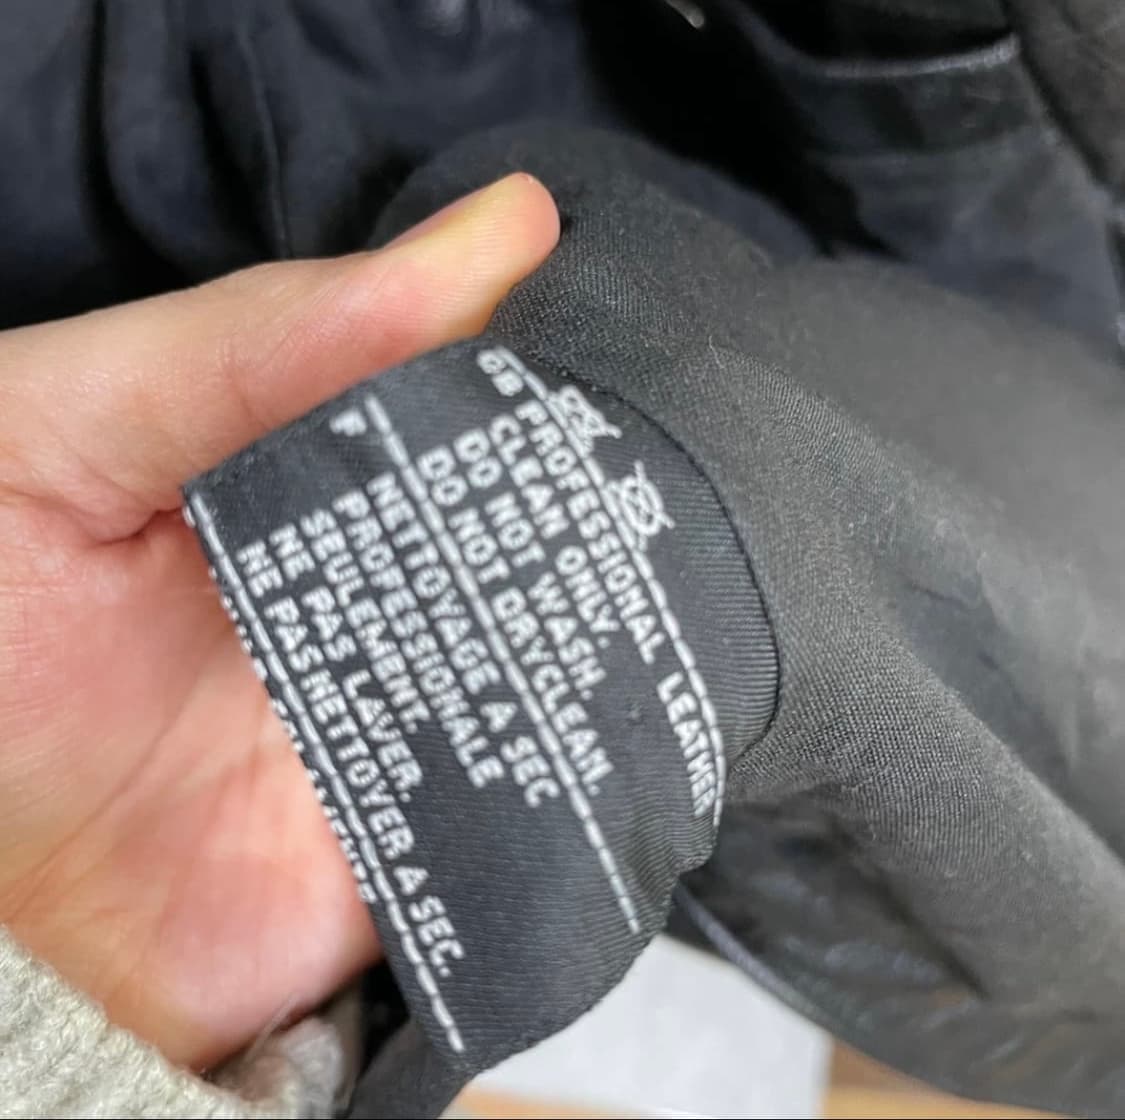 GB PROFESSIONAL LEATHER
CLEAN ONLY.
DO NOT WASH.
DO NOT DRYCLEAN.
F NETTOYAGE A SEC
PROFESSIONALE
SEULEMENT.
NE PAS LAVER.
NE PAS NETTOYER A SEC.